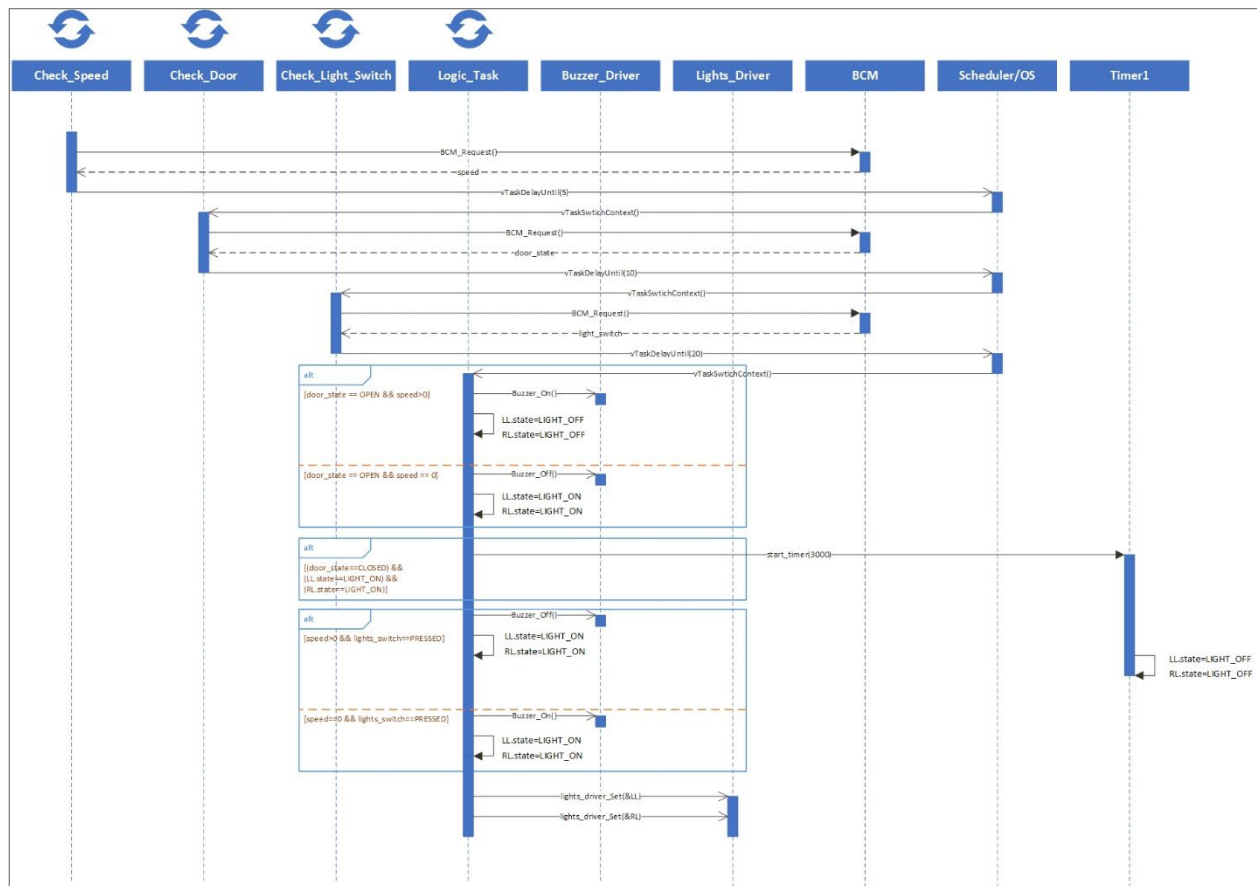 Check_Speed
Check_Door
Check_Light_Switch
Logic_Task
Buzzer_Driver
Lights_Driver
BCM
Scheduler/OS
Timer1
BCM_Request()
speed
vTaskDelayUntil(5)
vTaskSwtichContext()
BCM_Request()
door_state
vTaskDelayUntil(10)
vTaskSwtichContext()
BCM_Request()
light_switch
vTaskDelayUntil(20)
vTaskSwtichContext()
alt
[door_state == OPEN && speed>0]
Buzzer_On()
LL.state=LIGHT_OFF
RL.state=LIGHT_OFF
[door_state == OPEN && speed == 0]
Buzzer_Off()
LL.state=LIGHT_ON
RL.state=LIGHT_ON
alt
[(door_state==CLOSED) &&
(LL.state==LIGHT_ON) &&
(RL.state==LIGHT_ON)]
start_timer(3000)
alt
[speed>0 && lights_switch==PRESSED]
Buzzer_Off()
LL.state=LIGHT_ON
RL.state=LIGHT_ON
LL.state=LIGHT_OFF
RL.state=LIGHT_OFF
[speed==0 && lights_switch==PRESSED]
Buzzer_On()
LL.state=LIGHT_ON
RL.state=LIGHT_ON
lights_driver_Set(&LL)
lights_driver_Set(&RL)